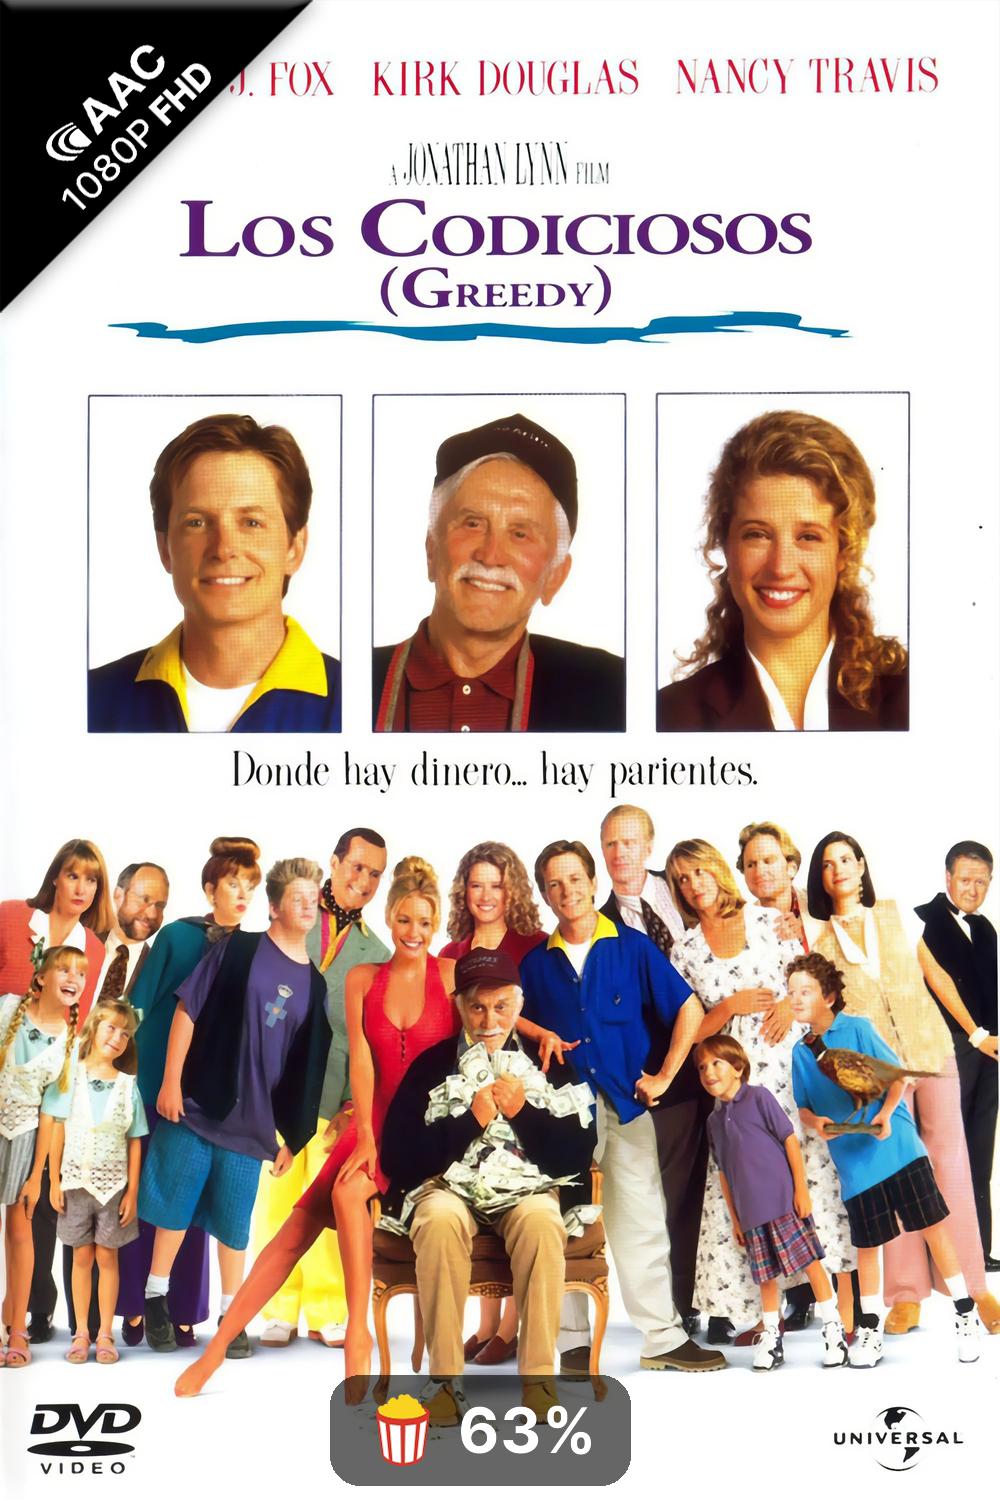 AAC
1080P FHD
J. FOX KIRK DOUGLAS NANCY TRAVIS
A JONATHAN LYNN FILM
LOS CODICIOSOS
(GREEDY)
Donde hay dinero... hay parientes.
DVD
VIDEO
63%
UNIVERSAL